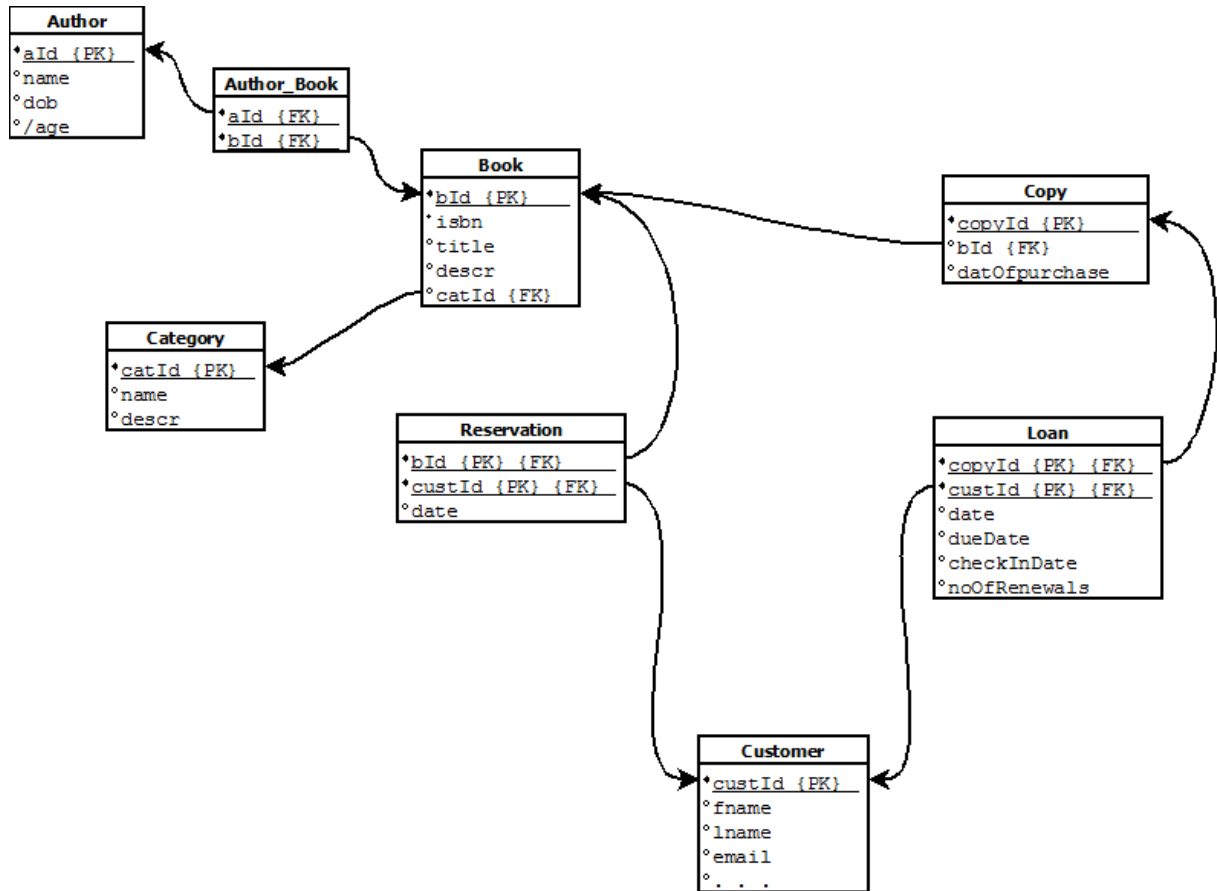 Author
aId {PK}
name
dob
/age
Author_Book
aId {FK}
bId {FK}
Book
bId {PK}
isbn
title
descr
catId {FK}
Copy
copyId {PK}
bId {FK}
datOfpurchase
Category
catId {PK}
name
descr
Reservation
bId {PK} {FK}
custId {PK} {FK}
date
Loan
copyId {PK} {FK}
custId {PK} {FK}
date
dueDate
checkInDate
noOfRenewals
Customer
custId {PK}
fname
lname
email
. . .